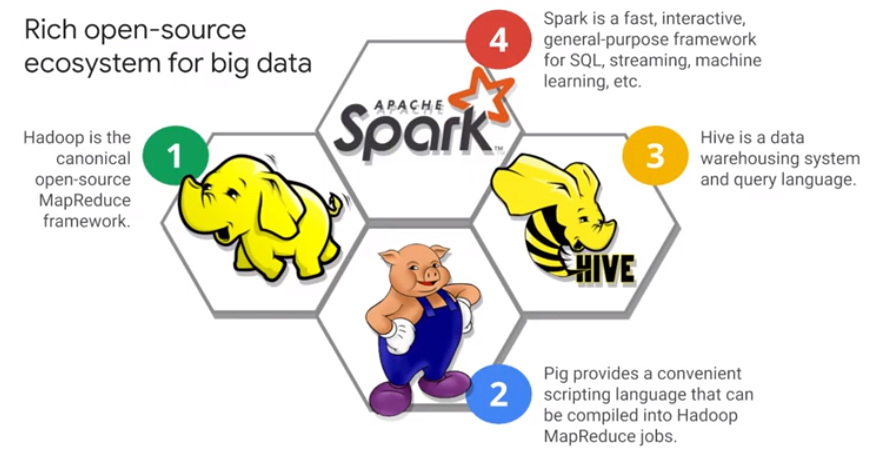 Rich open-source
ecosystem for big data
Hadoop is the
canonical
open-source
MapReduce
framework.
1
APACHE
Spark
TM
4
Spark is a fast, interactive,
general-purpose framework
for SQL, streaming, machine
learning, etc.
3
Hive is a data
warehousing system
and query language.
HIVE
2
Pig provides a convenient
scripting language that can
be compiled into Hadoop
MapReduce jobs.